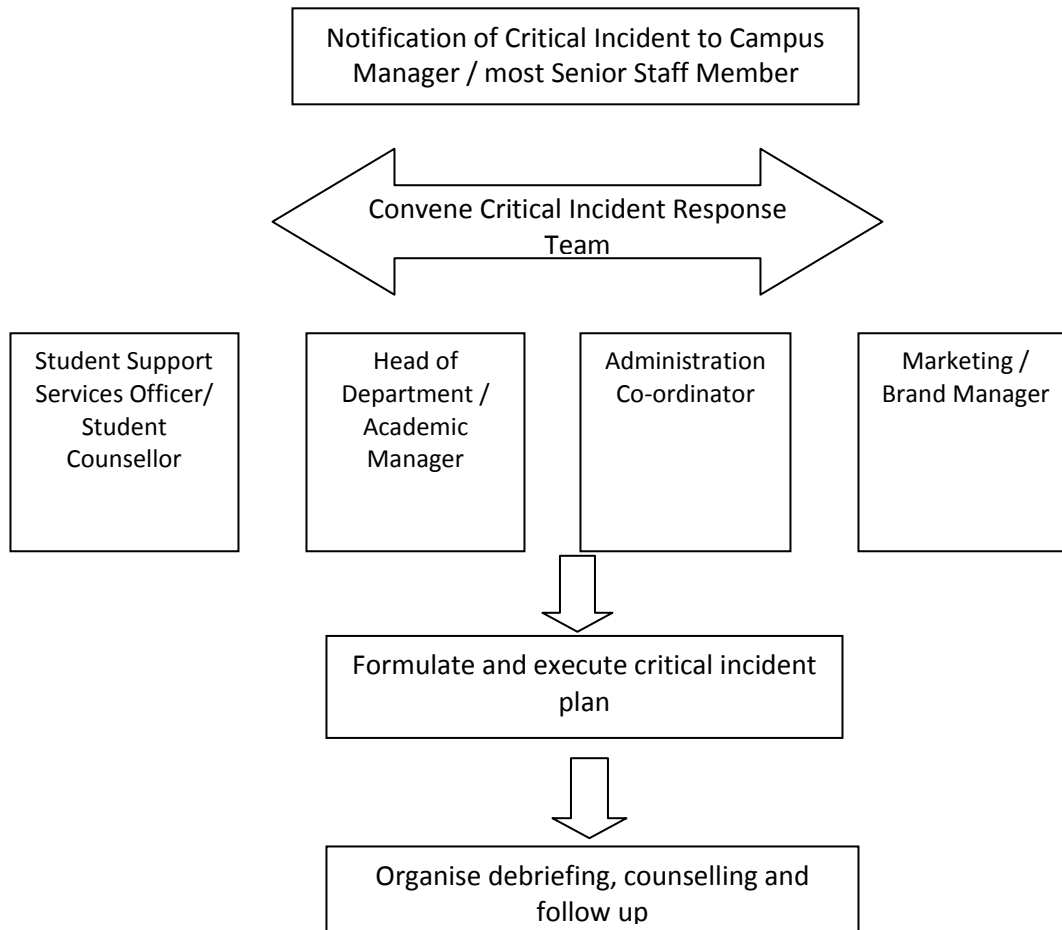 Notification of Critical Incident to Campus
Manager / most Senior Staff Member
Convene Critical Incident Response
Team
Student Support
Services Officer/
Student
Counsellor
Head of
Department /
Academic
Manager
Administration
Co-ordinator
Marketing /
Brand Manager
Formulate and execute critical incident
plan
Organise debriefing, counselling and
follow up